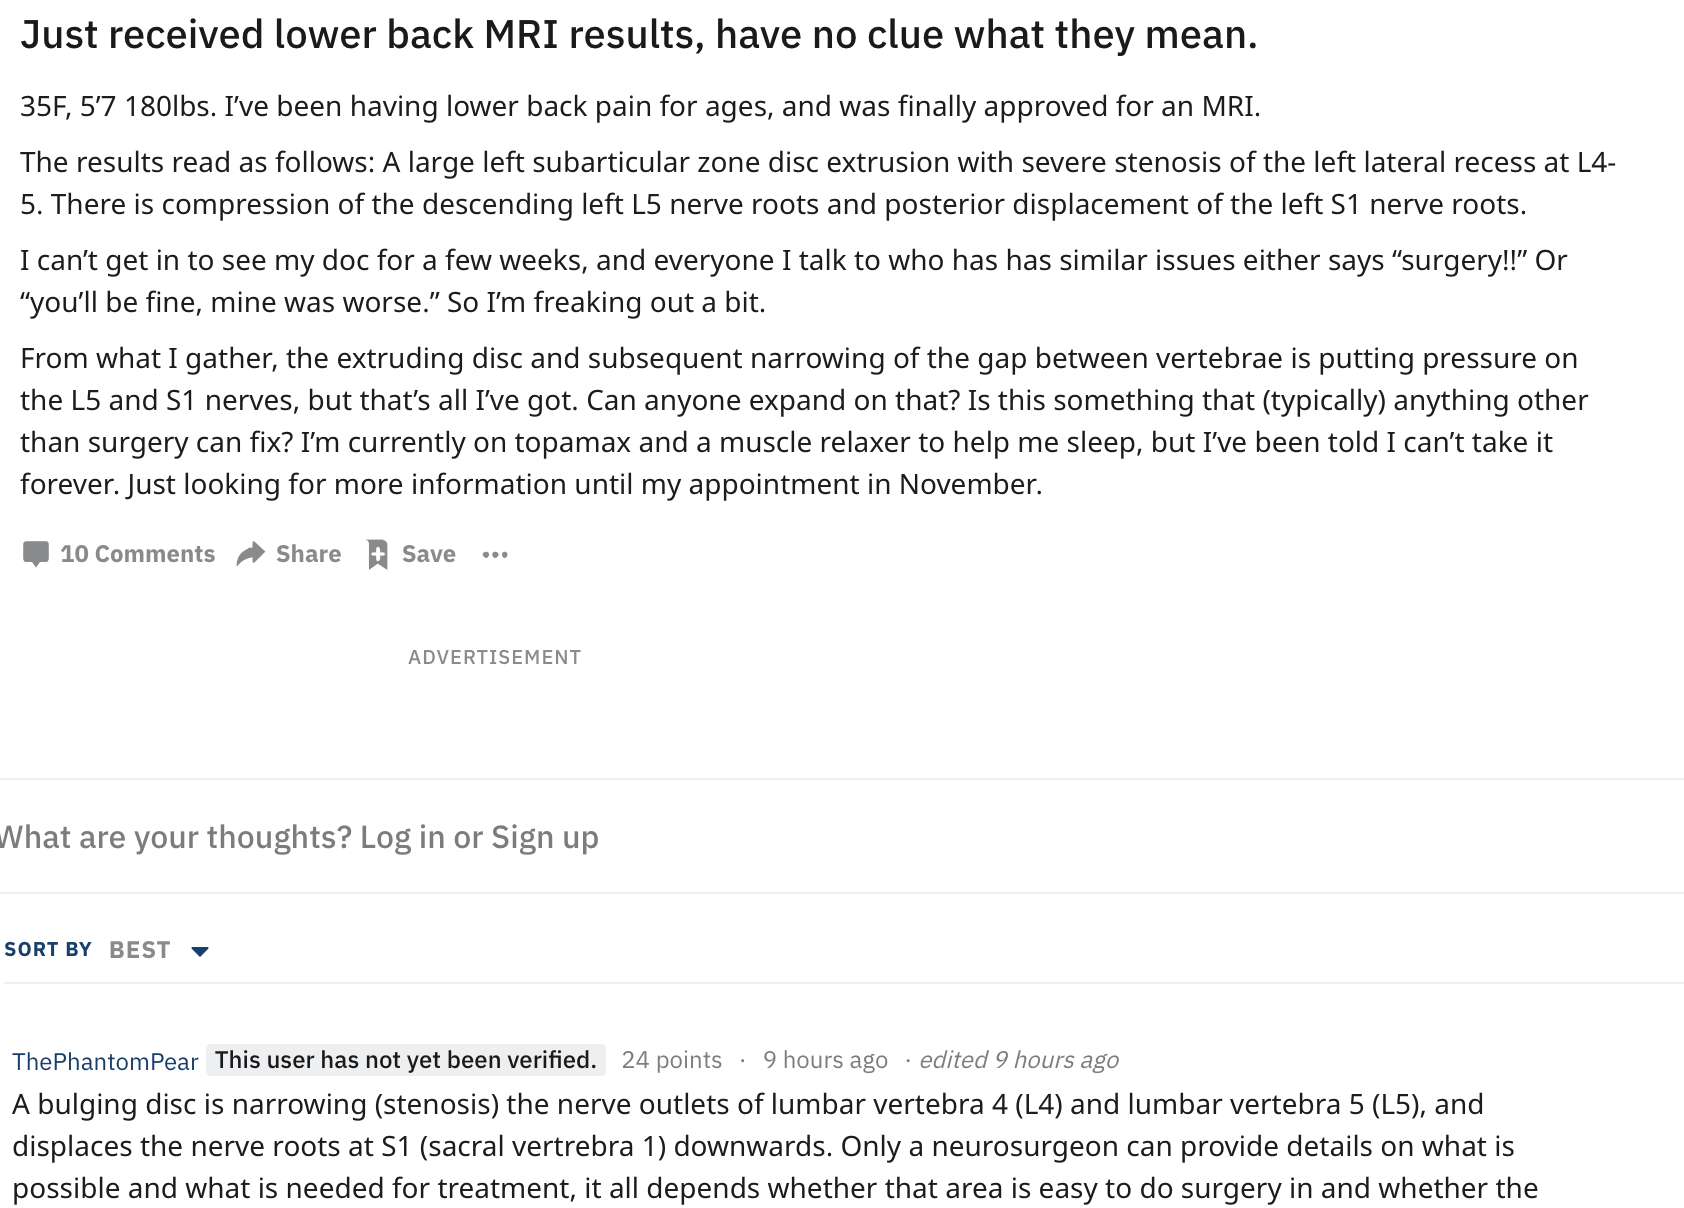 Just received lower back MRI results, have no clue what they mean.
35F, 5’7 180lbs. I’ve been having lower back pain for ages, and was finally approved for an MRI.
The results read as follows: A large left subarticular zone disc extrusion with severe stenosis of the left lateral recess at L4-
5. There is compression of the descending left L5 nerve roots and posterior displacement of the left S1 nerve roots.
I can’t get in to see my doc for a few weeks, and everyone I talk to who has has similar issues either says “surgery!!” Or
“you’ll be fine, mine was worse.” So I’m freaking out a bit.
From what I gather, the extruding disc and subsequent narrowing of the gap between vertebrae is putting pressure on
the L5 and S1 nerves, but that’s all I’ve got. Can anyone expand on that? Is this something that (typically) anything other
than surgery can fix? I’m currently on topamax and a muscle relaxer to help me sleep, but I’ve been told I can’t take it
forever. Just looking for more information until my appointment in November.
10 Comments Share Save ...
ADVERTISEMENT
What are your thoughts? Log in or Sign up
SORT BY BEST
ThePhantomPear This user has not yet been verified. 24 points · 9 hours ago · edited 9 hours ago
A bulging disc is narrowing (stenosis) the nerve outlets of lumbar vertebra 4 (L4) and lumbar vertebra 5 (L5), and
displaces the nerve roots at S1 (sacral vertrebra 1) downwards. Only a neurosurgeon can provide details on what is
possible and what is needed for treatment, it all depends whether that area is easy to do surgery in and whether the